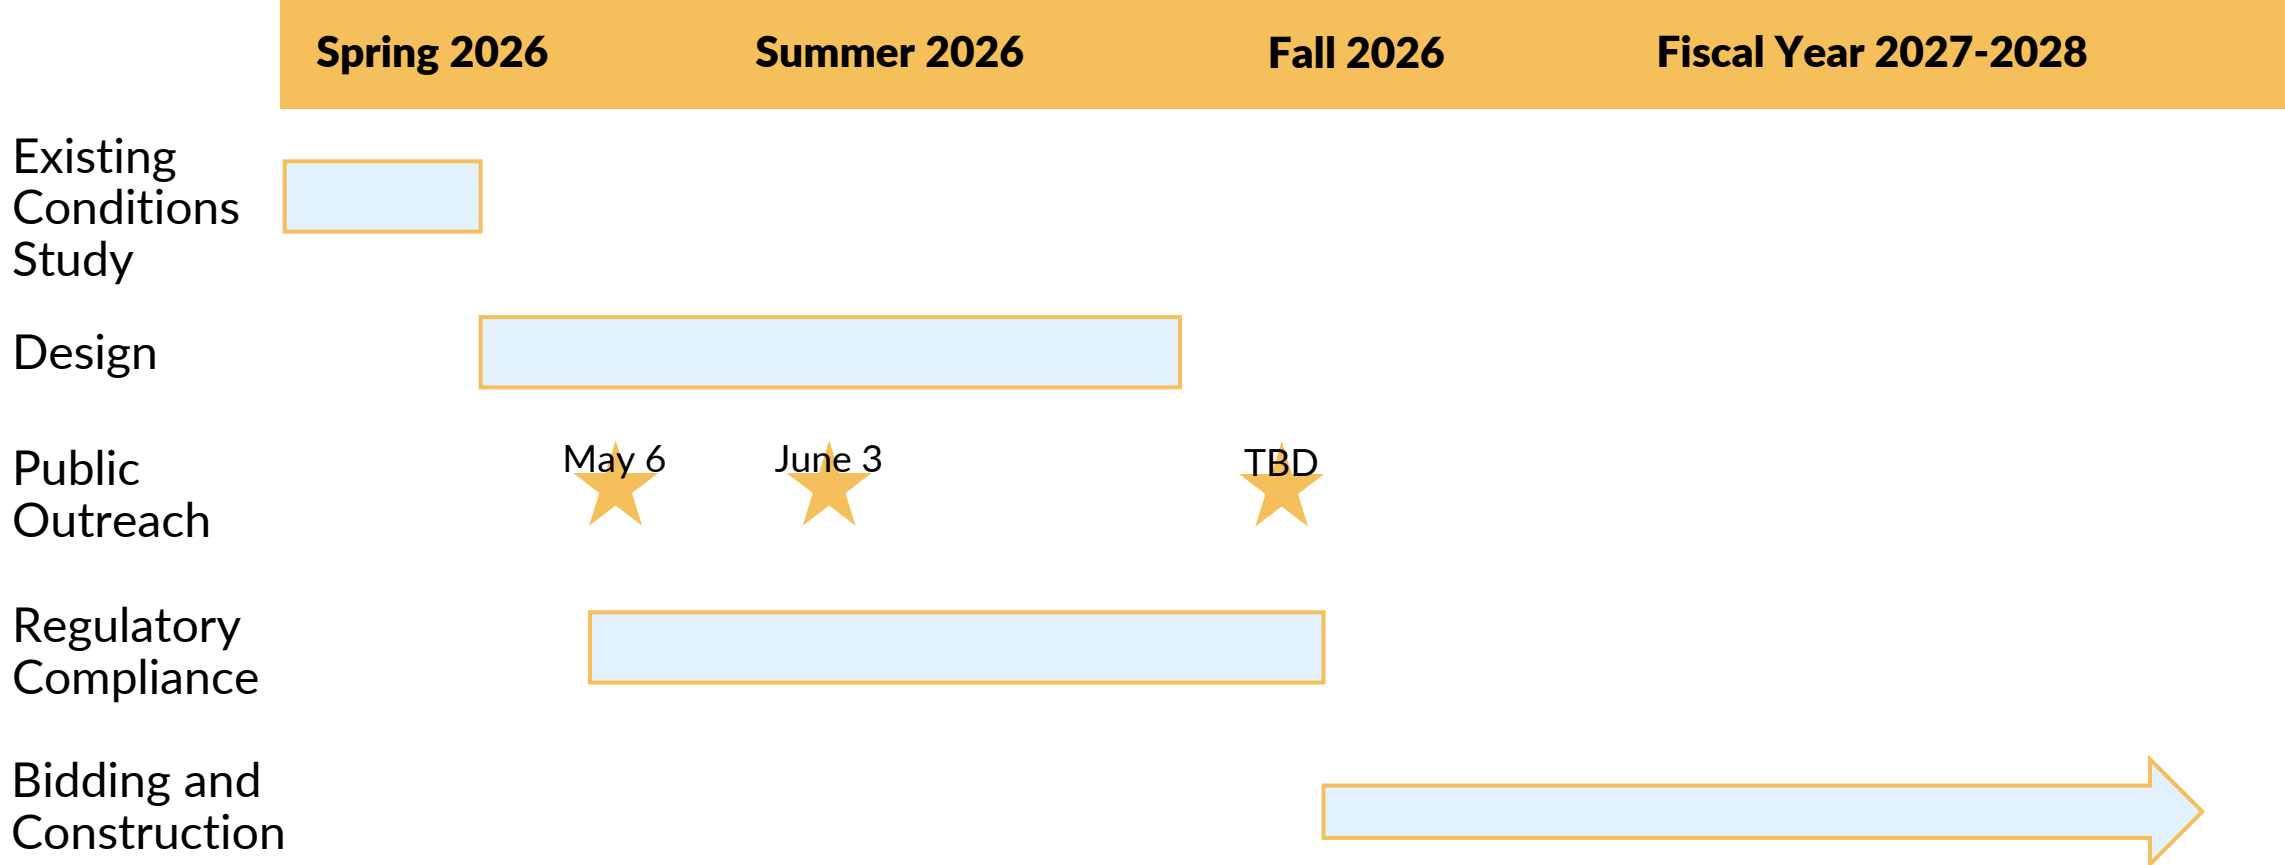 Spring 2026 Summer 2026 Fall 2026 Fiscal Year 2027-2028
Existing
Conditions
Study
Design
Public
Outreach
May 6 June 3 TBD
Regulatory
Compliance
Bidding and
Construction